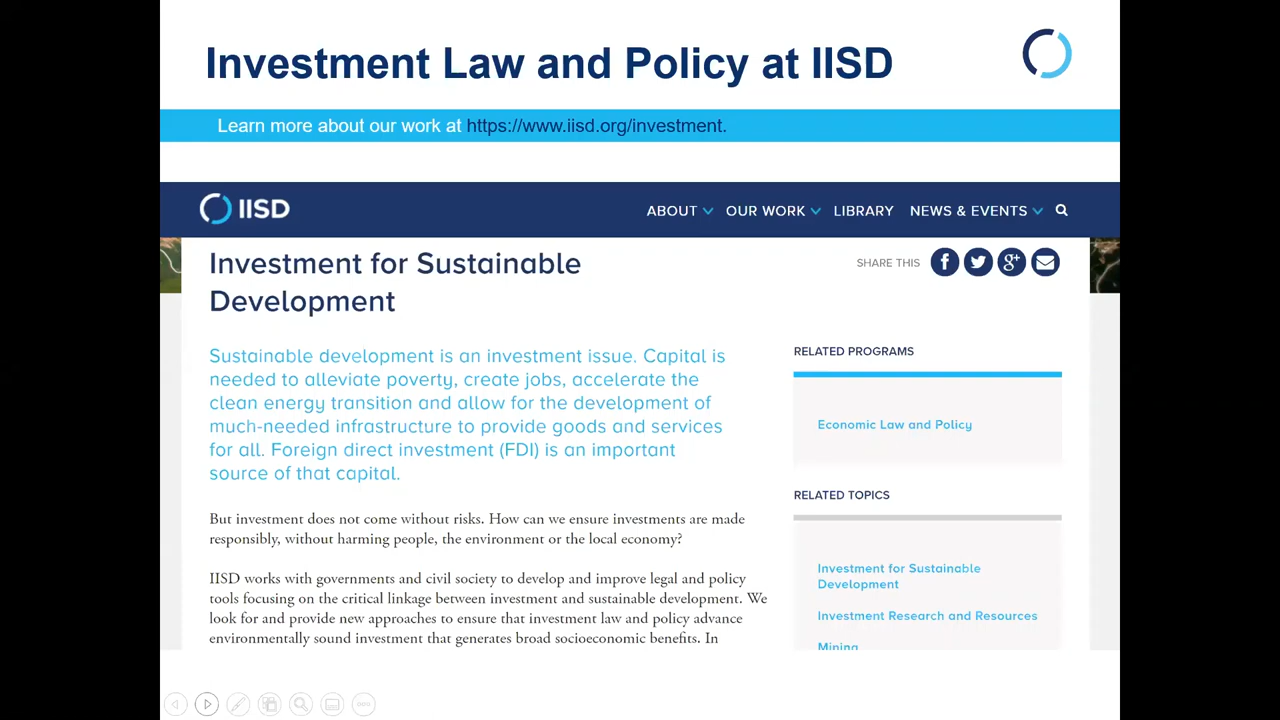 Investment Law and Policy at IISD
Learn more about our work at https://www.iisd.org/investment.
IISD
ABOUT
OUR WORK
LIBRARY
NEWS & EVENTS
Investment for Sustainable
Development
SHARE THIS
Sustainable development is an investment issue. Capital is
needed to alleviate poverty, create jobs, accelerate the
clean energy transition and allow for the development of
much-needed infrastructure to provide goods and services
for all. Foreign direct investment (FDI) is an important
source of that capital.
But investment does not come without risks. How can we ensure investments are made
responsibly, without harming people, the environment or the local economy?
IISD works with governments and civil society to develop and improve legal and policy
tools focusing on the critical linkage between investment and sustainable development. We
look for and provide new approaches to ensure that investment law and policy advance
environmentally sound investment that generates broad socioeconomic benefits. In
RELATED PROGRAMS
Economic Law and Policy
RELATED TOPICS
Investment for Sustainable
Development
Investment Research and Resources
Mining